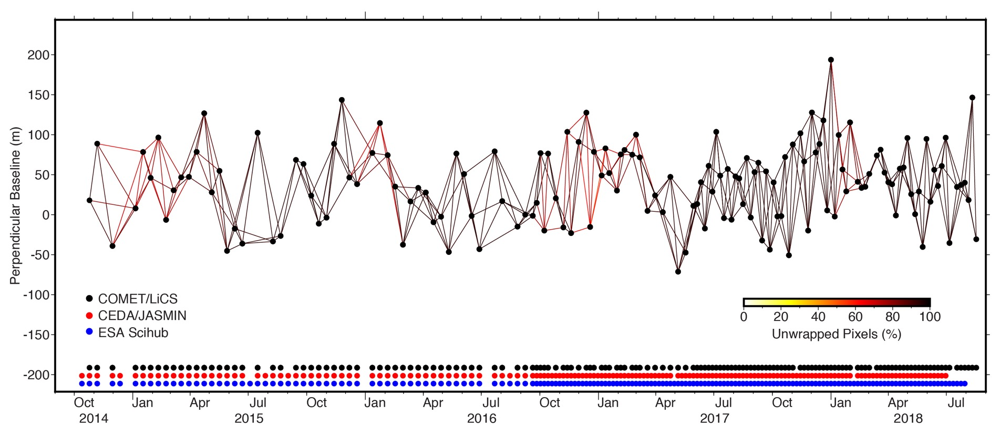 Perpendicular Baseline (m)
200
150
100
50
0
-50
-100
-150
-200
COMET/LiCS
CEDA/JASMIN
ESA Scihub
0 20 40 60 80 100
Unwrapped Pixels (%)
Oct Jan Apr Jul Oct Jan Apr Jul Oct Jan Apr Jul Oct Jan Apr Jul
2014 2015 2016 2017 2018